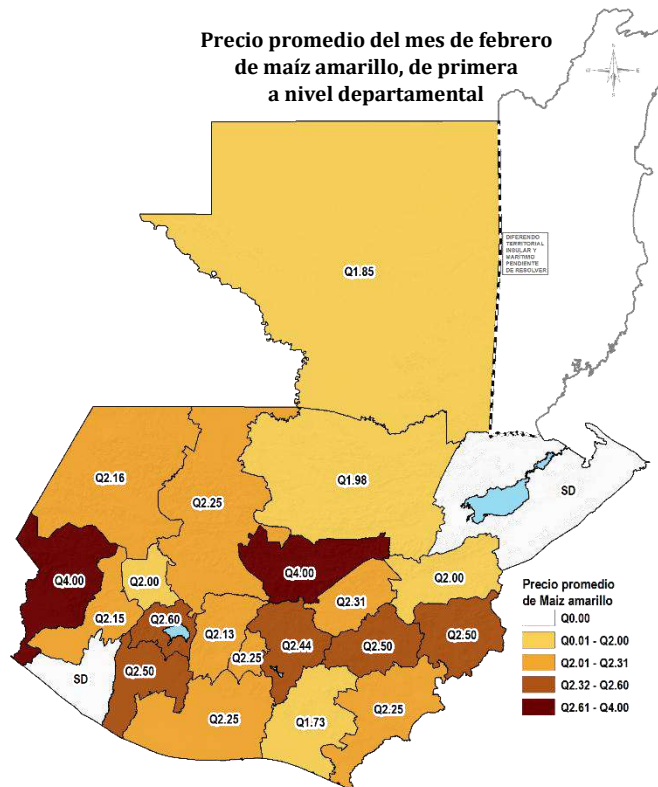 Precio promedio del mes de febrero
de maíz amarillo, de primera
a nivel departamental
N
W
E
S
DIFERENDO
TERRITORIAL
INSULAR Y
MARÍTIMO
PENDIENTE
DE RESOLVER
Q1.85
Q2.16
Q2.25
Q1.98
SD
Q4.00
Q2.00
Q4.00
Q2.00
Q2.31
Q2.15
Q2.60
Q2.13
Q2.44
Q2.50
Q2.50
Q2.25
SD
Q2.50
Q2.25
Q1.73
Q2.25
Precio promedio
de Maiz amarillo
Q0.00
Q0.01 - Q2.00
Q2.01 - Q2.31
Q2.32 - Q2.60
Q2.61 - Q4.00